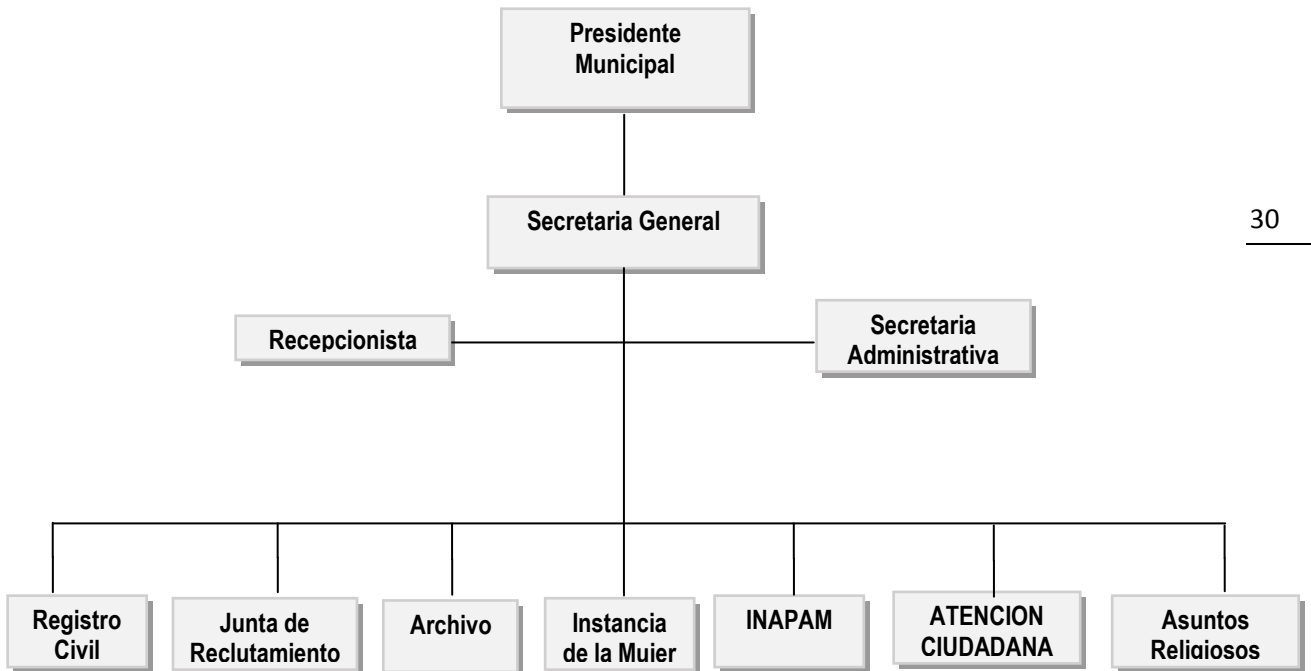 Presidente
Municipal
Secretaria General
30
Recepcionista
Secretaria
Administrativa
Registro
Civil
Junta de
Reclutamiento
Archivo
Instancia
de la Mujer
INAPAM
ATENCION
CIUDADANA
Asuntos
Religiosos